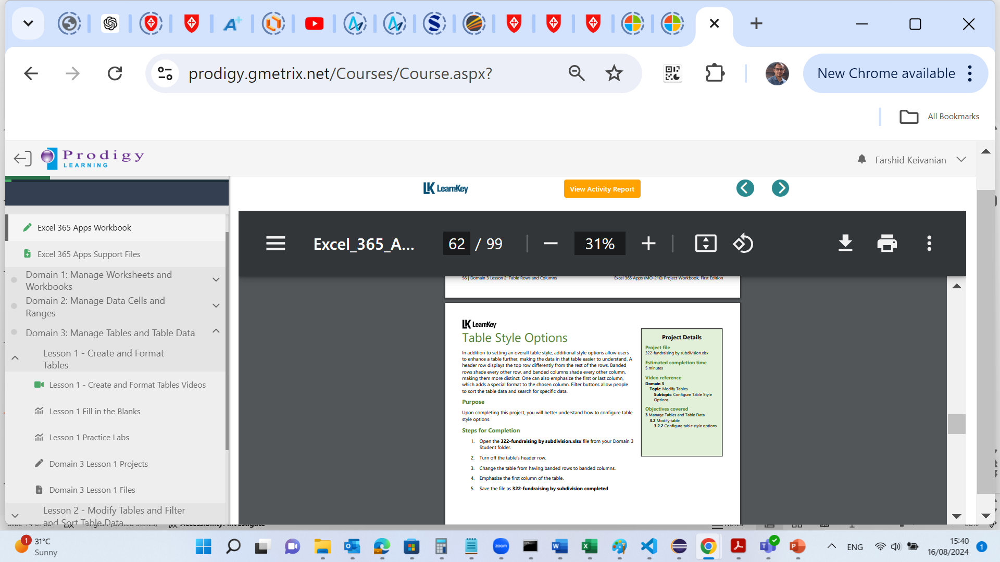 prodigy.gmetrix.net/Courses/Course.aspx?
New Chrome available
All Bookmarks
Prodigy
LEARNING
Farshid Keivanian
LK LearnKey
View Activity Report
Excel 365 Apps Workbook
Excel 365 Apps Support Files
Domain 1: Manage Worksheets and
Workbooks
Domain 2: Manage Data Cells and
Ranges
Domain 3: Manage Tables and Table Data
Lesson 1 - Create and Format
Tables
Lesson 1 - Create and Format Tables Videos
Lesson 1 Fill in the Blanks
Lesson 1 Practice Labs
Domain 3 Lesson 1 Projects
Domain 3 Lesson 1 Files
Lesson 2 - Modify Tables and Filter
and Sort Table Data
Excel_365_A...
62 / 99
31%
56 | Domain 3 Lesson 2: Table Rows and Columns
Excel 365 Apps (MO-210) Project Workbook, First Edition
LK LearnKey
Table Style Options
In addition to setting an overall table style, additional style options allow users
to enhance a table further, making the data in that table easier to understand. A
header row displays the top row differently from the rest of the rows. Banded
rows shade every other row, and banded columns shade every other column,
making them more distinct. One can also emphasize the first or last column,
which adds a special format to the chosen column. Filter buttons allow people
to sort the table data and search for specific data.
Purpose
Upon completing this project, you will better understand how to configure table
style options.
Steps for Completion
1. Open the 322-fundraising by subdivision.xlsx file from your Domain 3
Student folder.
2. Turn off the table's header row.
3. Change the table from having banded rows to banded columns.
4. Emphasize the first column of the table.
5. Save the file as 322-fundraising by subdivision completed
Project Details
Project file
322-fundraising by subdivision.xlsx
Estimated completion time
5 minutes
Video reference
Domain 3
Topic: Modify Tables
Subtopic: Configure Table Style
Options
Objectives covered
3 Manage Tables and Table Data
3.2 Modify table
3.2.2 Configure table style options
English (United States)
Accessibility: Investigate
Notes
1
31°C
Sunny
zoom
ENG
15:40
16/08/2024
1